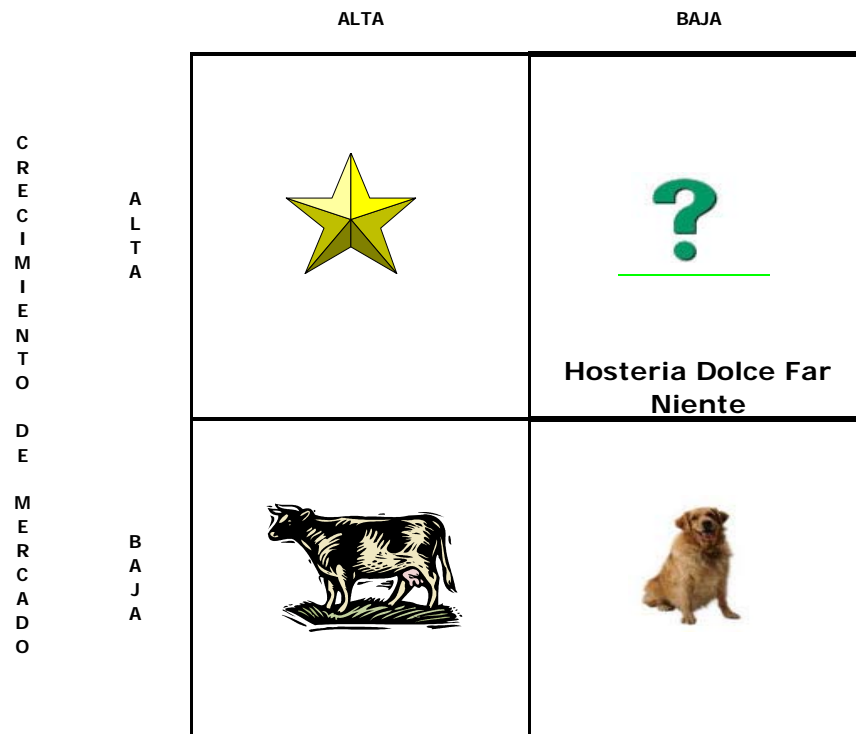 ALTA BAJA
CRECIMIENTO DE MERCADO
ALTA
Hosteria Dolce Far
Niente
BAJA